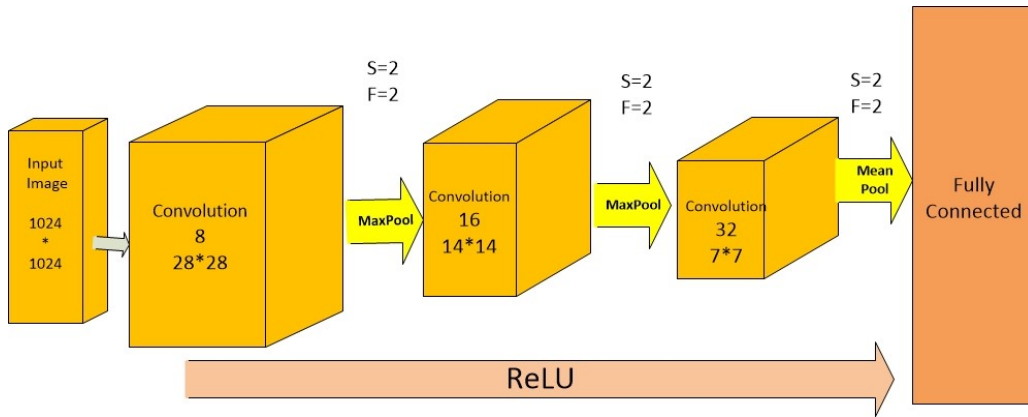 Input
Image
1024
*
1024
Convolution
8
28*28
S=2
F=2
MaxPool
Convolution
16
14*14
S=2
F=2
MaxPool
Convolution
32
7*7
S=2
F=2
Mean
Pool
Fully
Connected
ReLU